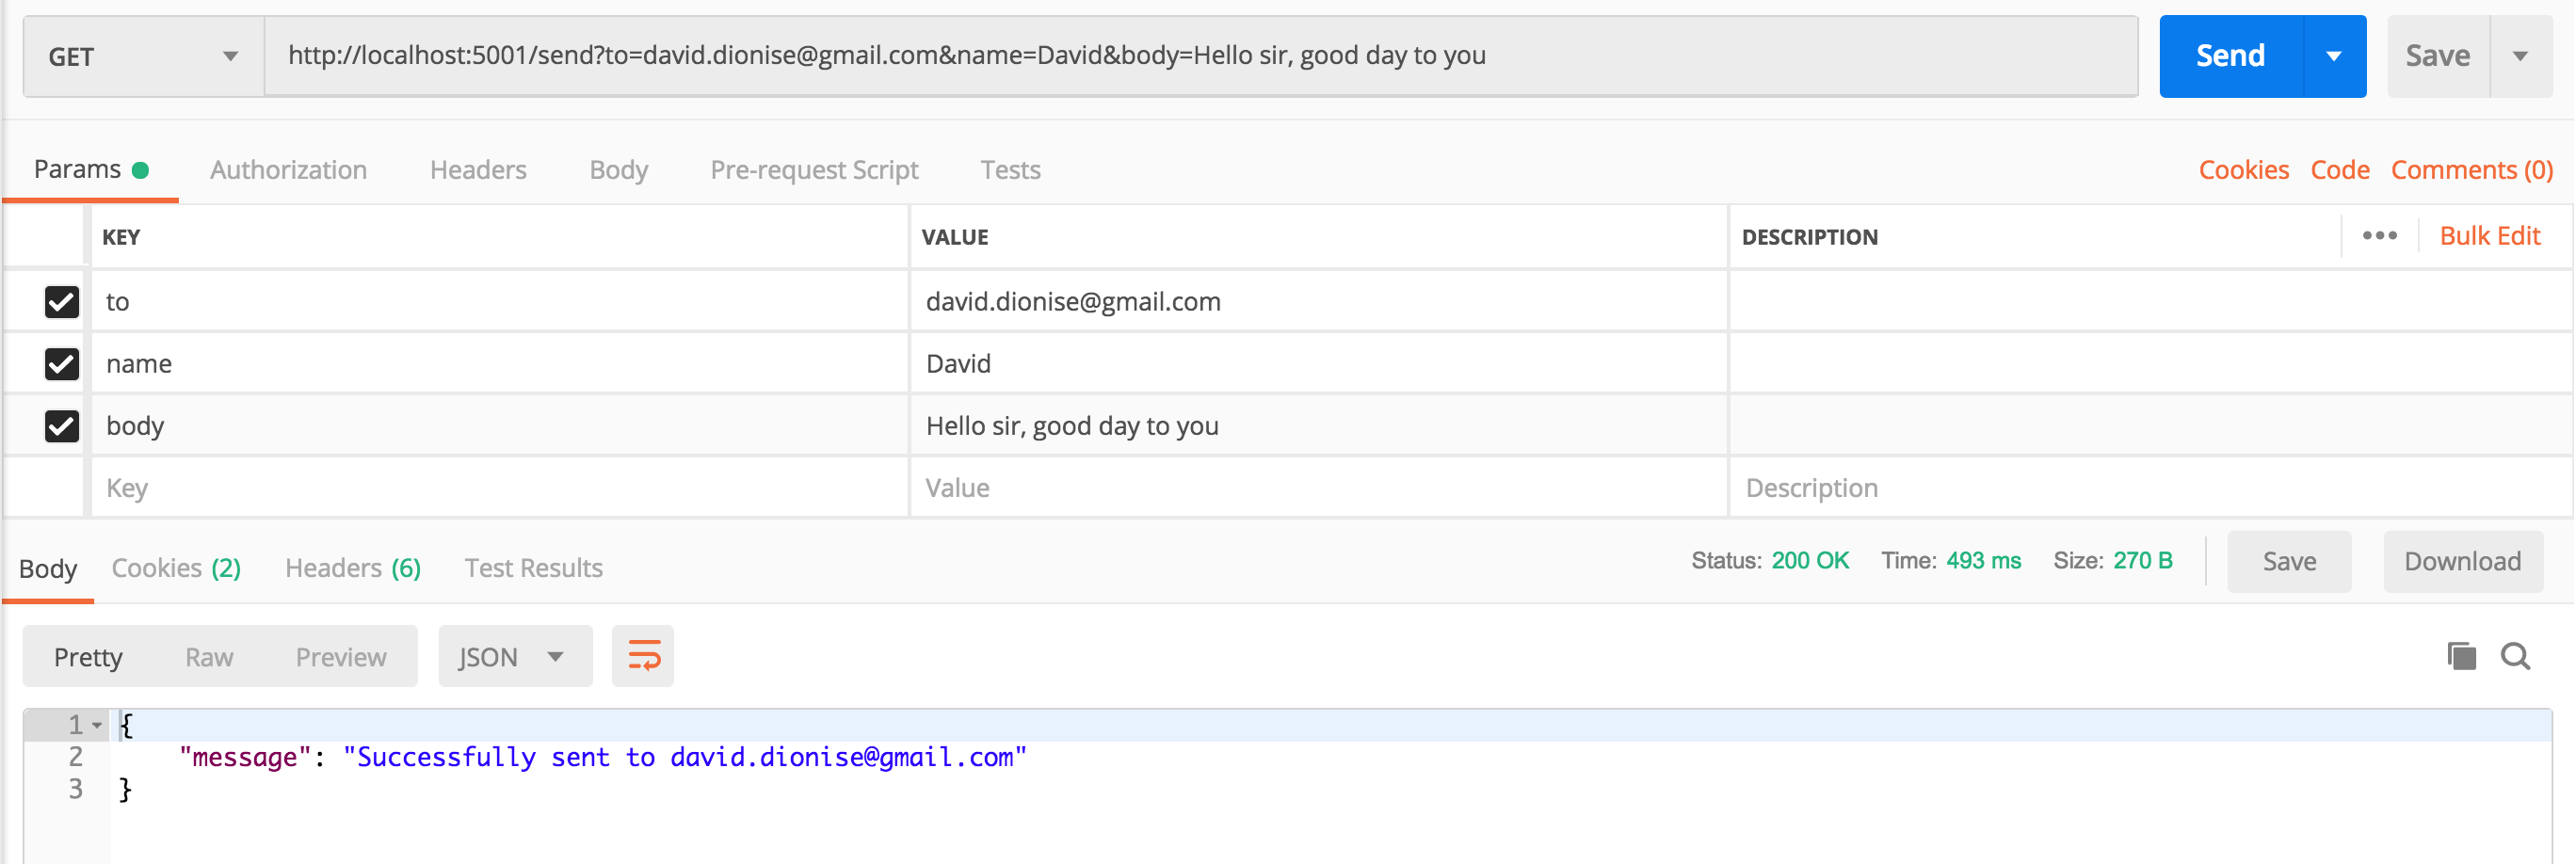 GET http://localhost:5001/send?to=david.dionise@gmail.com&name=David&body=Hello sir, good day to you Send Save
Params Authorization Headers Body Pre-request Script Tests Cookies Code Comments (0)
KEY VALUE DESCRIPTION ••• Bulk Edit
to david.dionise@gmail.com
name David
body Hello sir, good day to you
Key Value Description
Body Cookies (2) Headers (6) Test Results Status: 200 OK Time: 493 ms Size: 270 B Save Download
Pretty Raw Preview JSON
1 {
2 "message": "Successfully sent to david.dionise@gmail.com"
3 }